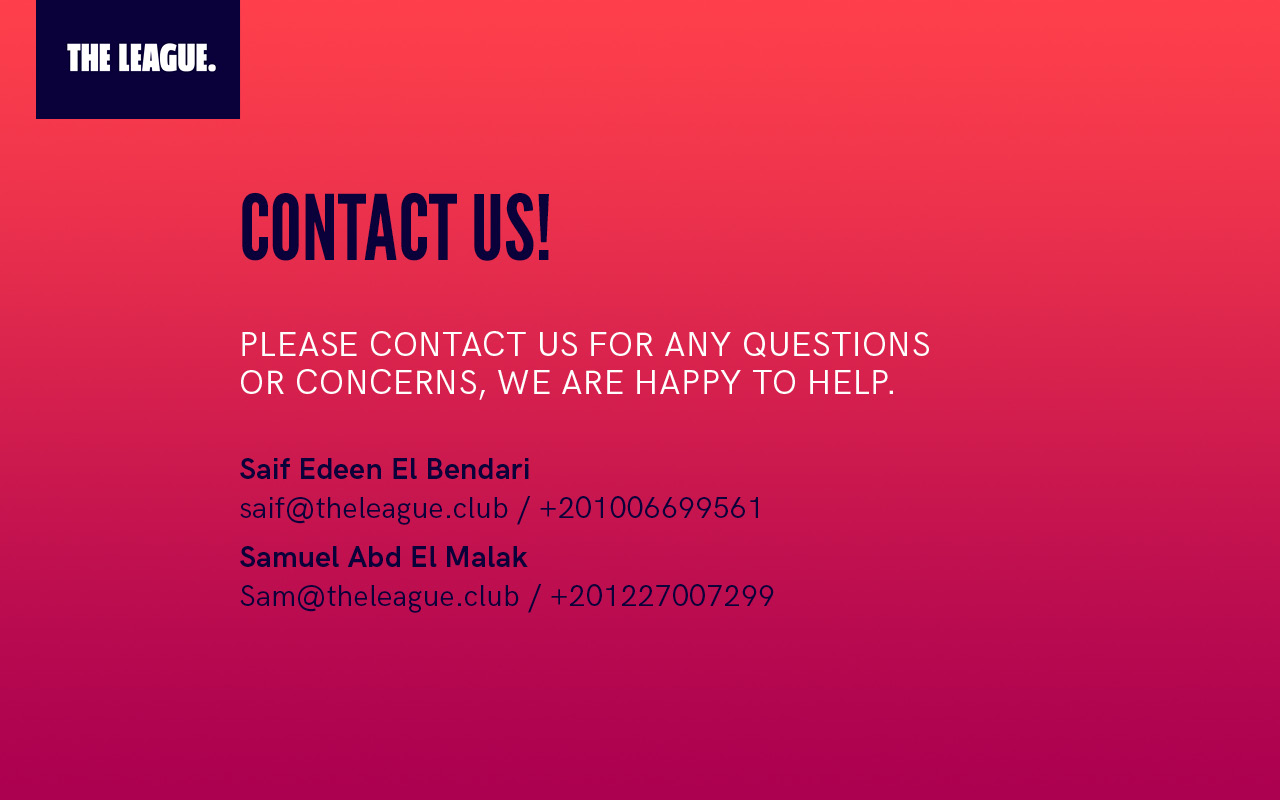 THE LEAGUE.
CONTACT US!
PLEASE CONTACT US FOR ANY QUESTIONS
OR CONCERNS, WE ARE HAPPY TO HELP.
Saif Edeen El Bendari
saif@theleague.club / +201006699561
Samuel Abd El Malak
Sam@theleague.club / +201227007299